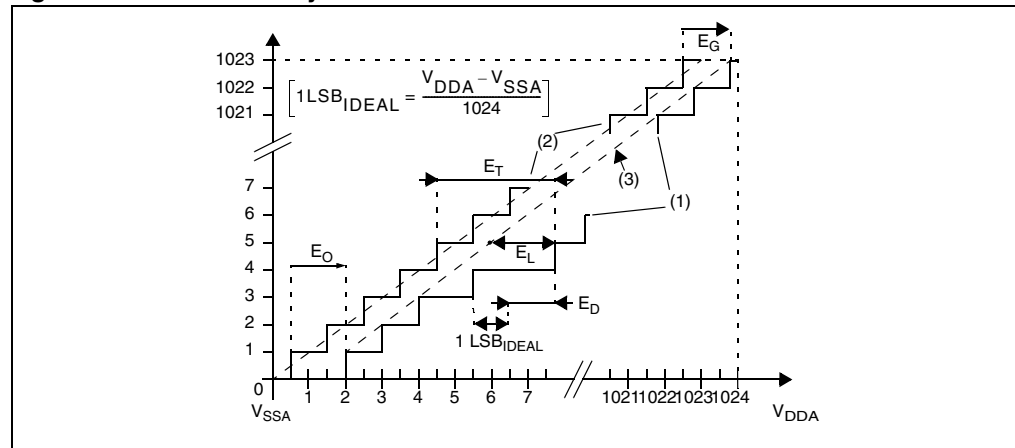 E_G
1023
1022
1021
[1LSB_IDEAL = (V_DDA – V_SSA) / 1024]
(2)
E_T
(3)
(1)
7
6
5
4
3
2
1
0
E_O
E_L
E_D
1 LSB_IDEAL
1 2 3 4 5 6 7 1021 1022 1023 1024
V_SSA
V_DDA